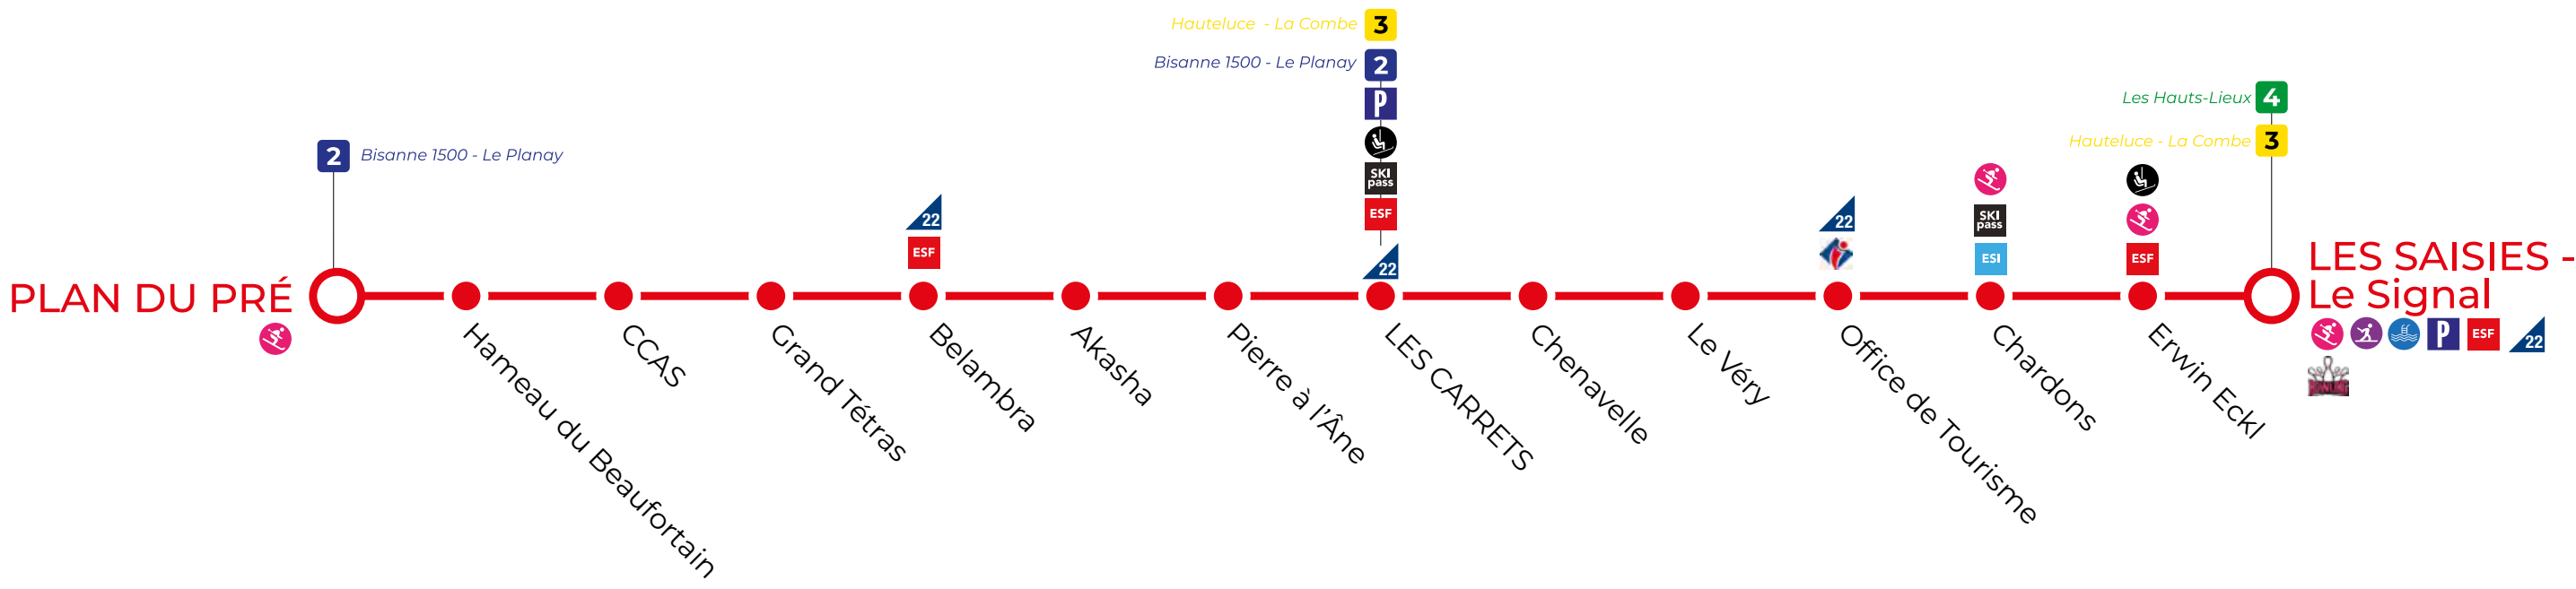 Hauteluce - La Combe 3
Bisanne 1500 - Le Planay 2
P
SKI
pass
ESF
22
2 Bisanne 1500 - Le Planay
22
ESF
22
SKI
pass
ESI
ESF
Les Hauts-Lieux 4
Hauteluce - La Combe 3
PLAN DU PRÉ
Hameau du Beaufortain
CCAS
Grand Tétras
Belambra
Akasha
Pierre à l'Âne
LES CARRETS
Chenavelle
Le Véry
Office de Tourisme
Chardons
Erwin Eckl
LES SAISIES -
Le Signal
P ESF 22
BOWLING